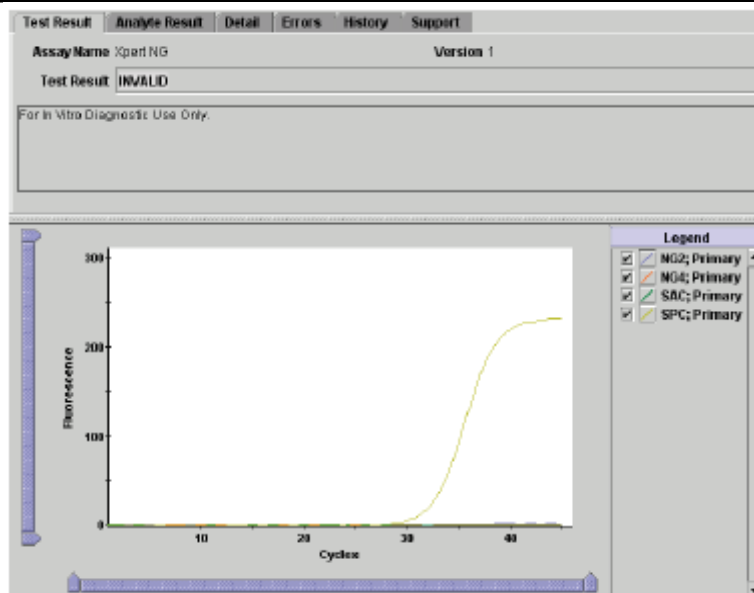 Test Result Analyte Result Detail Errors History Support
Assay Name Xpert NG Version 1
Test Result INVALID
For In Vitro Diagnostic Use Only.
Legend
NG2; Primary
NG4; Primary
SAC; Primary
SPC; Primary
300
200
100
0
Fluorescence
10 20 30 40
Cycles